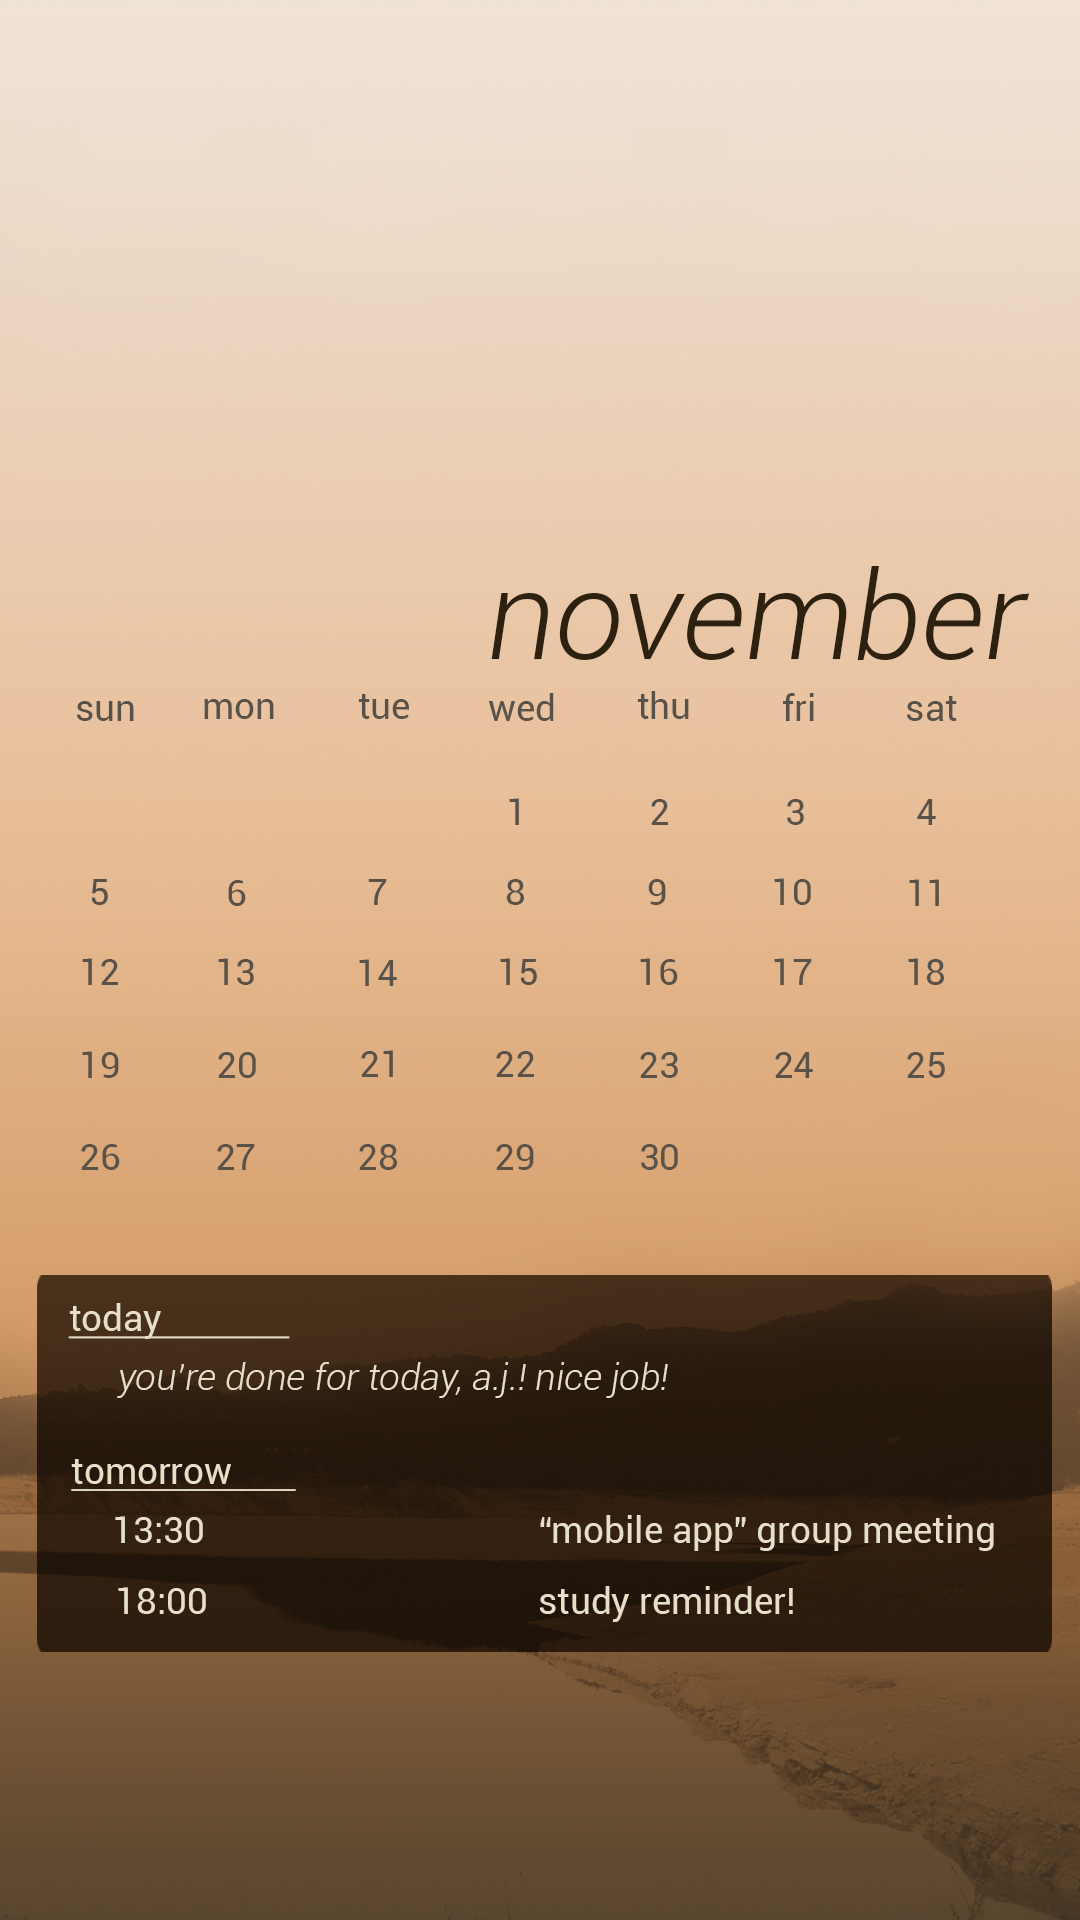 november
sun mon tue wed thu fri sat
1 2 3 4
5 6 7 8 9 10 11
12 13 14 15 16 17 18
19 20 21 22 23 24 25
26 27 28 29 30
today
you're done for today, a.j.! nice job!
tomorrow
13:30 “mobile app” group meeting
18:00 study reminder!